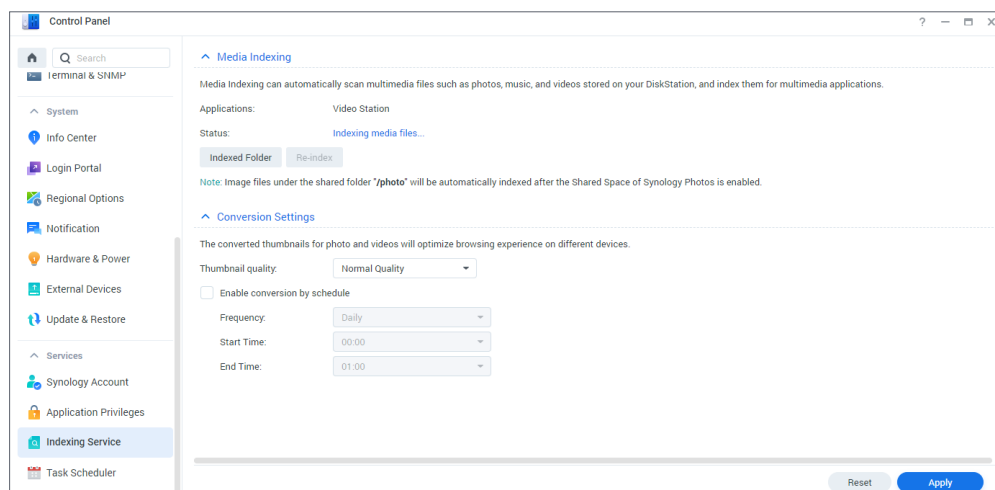 Control Panel
Search
Terminal & SNMP
System
Info Center
Login Portal
Regional Options
Notification
Hardware & Power
External Devices
Update & Restore
Services
Synology Account
Application Privileges
Indexing Service
Task Scheduler
Media Indexing
Media Indexing can automatically scan multimedia files such as photos, music, and videos stored on your DiskStation, and index them for multimedia applications.
Applications: Video Station
Status: Indexing media files...
Indexed Folder Re-index
Note: Image files under the shared folder "/photo" will be automatically indexed after the Shared Space of Synology Photos is enabled.
Conversion Settings
The converted thumbnails for photo and videos will optimize browsing experience on different devices.
Thumbnail quality: Normal Quality
Enable conversion by schedule
Frequency: Daily
Start Time: 00:00
End Time: 01:00
Reset Apply